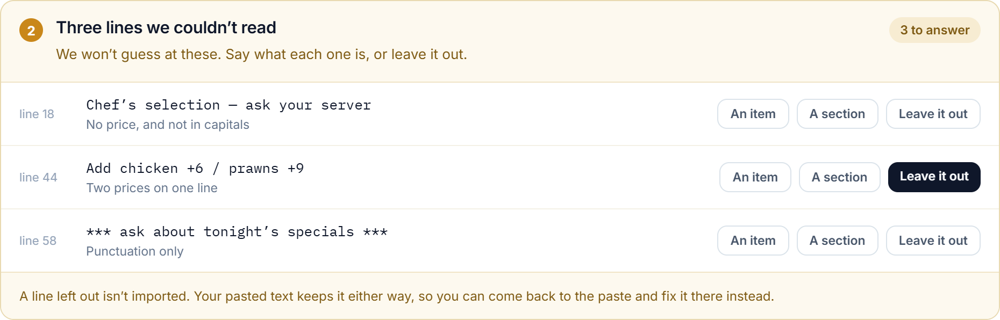 2
Three lines we couldn’t read
3 to answer
We won’t guess at these. Say what each one is, or leave it out.
line 18
Chef’s selection — ask your server
No price, and not in capitals
An item
A section
Leave it out
line 44
Add chicken +6 / prawns +9
Two prices on one line
An item
A section
Leave it out
line 58
*** ask about tonight’s specials ***
Punctuation only
An item
A section
Leave it out
A line left out isn’t imported. Your pasted text keeps it either way, so you can come back to the paste and fix it there instead.